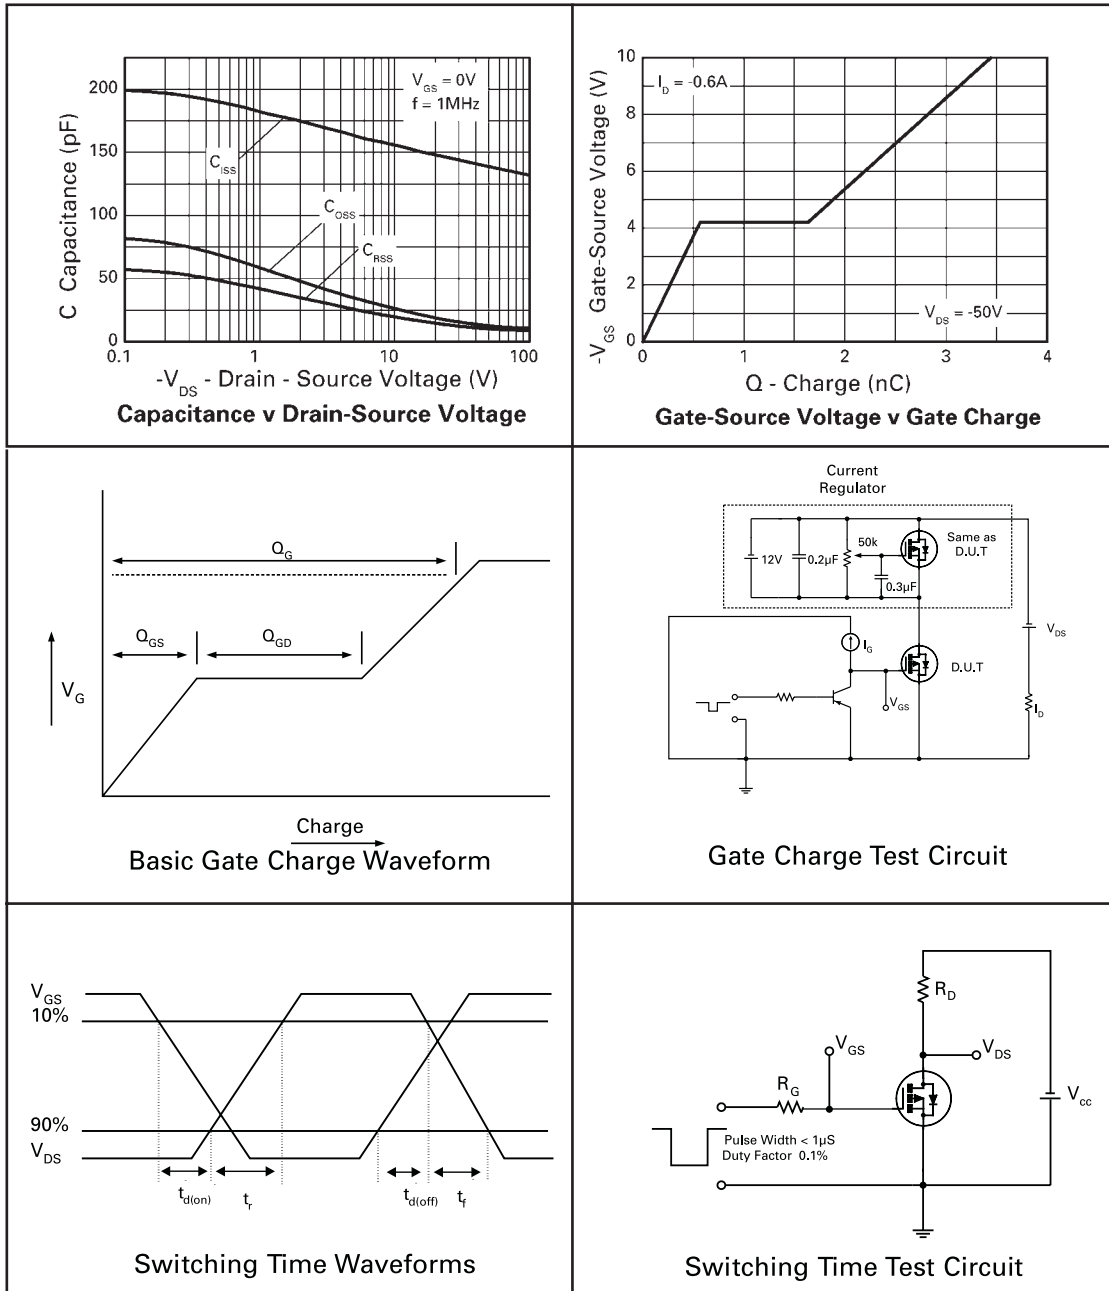 V_GS = 0V
f = 1MHz
C_ISS
C_OSS
C_RSS
200
150
100
50
0
0.1 1 10 100
C Capacitance (pF)
-V_DS - Drain - Source Voltage (V)
Capacitance v Drain-Source Voltage
I_D = -0.6A
V_DS = -50V
10
8
6
4
2
0
0 1 2 3 4
-V_GS Gate-Source Voltage (V)
Q - Charge (nC)
Gate-Source Voltage v Gate Charge
Q_G
Q_GS
Q_GD
V_G
Charge
Basic Gate Charge Waveform
Current
Regulator
12V
0.2µF
50k
0.3µF
Same as
D.U.T
I_G
V_GS
D.U.T
V_DS
I_D
Gate Charge Test Circuit
V_GS
10%
90%
V_DS
t_d(on)
t_r
t_d(off)
t_f
Switching Time Waveforms
R_D
V_GS
V_DS
R_G
V_cc
Pulse Width < 1µS
Duty Factor 0.1%
Switching Time Test Circuit